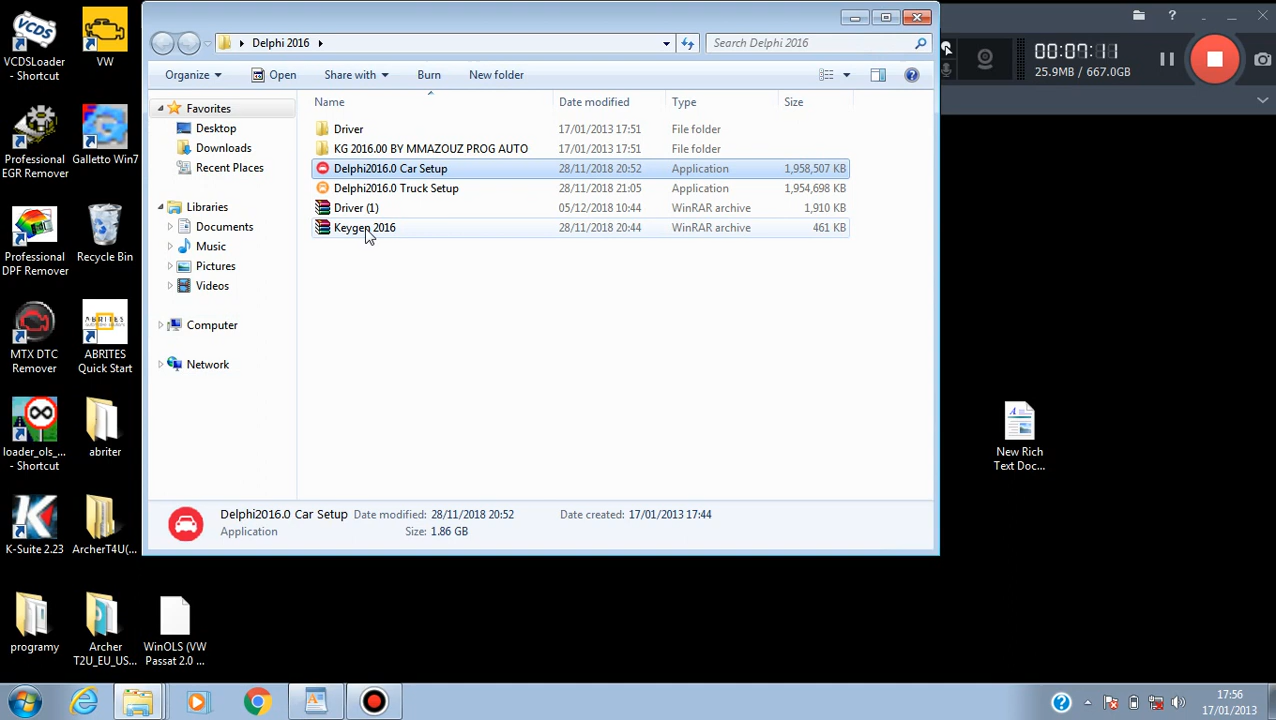 VCDS
VCDSLoader
- Shortcut
VW
Professional
EGR Remover
Galletto Win7
Professional
DPF Remover
Recycle Bin
MTX DTC
Remover
ABRITES
ABRITES
Quick Start
loader_ols_...
- Shortcut
abriter
K-Suite 2.23
ArcherT4U(...
programy
Archer
T2U_EU_US...
WinOLS (VW
Passat 2.0 ...
Delphi 2016
Search Delphi 2016
Organize
Open
Share with
Burn
New folder
Favorites
Desktop
Downloads
Recent Places
Libraries
Documents
Music
Pictures
Videos
Computer
Network
Name Date modified Type Size
Driver 17/01/2013 17:51 File folder
KG 2016.00 BY MMAZOUZ PROG AUTO 17/01/2013 17:51 File folder
Delphi2016.0 Car Setup 28/11/2018 20:52 Application 1,958,507 KB
Delphi2016.0 Truck Setup 28/11/2018 21:05 Application 1,954,698 KB
Driver (1) 05/12/2018 10:44 WinRAR archive 1,910 KB
Keygen 2016 28/11/2018 20:44 WinRAR archive 461 KB
Delphi2016.0 Car Setup Date modified: 28/11/2018 20:52 Date created: 17/01/2013 17:44
Application Size: 1.86 GB
00:07:11
25.9MB / 667.0GB
New Rich
Text Doc...
17:56
17/01/2013